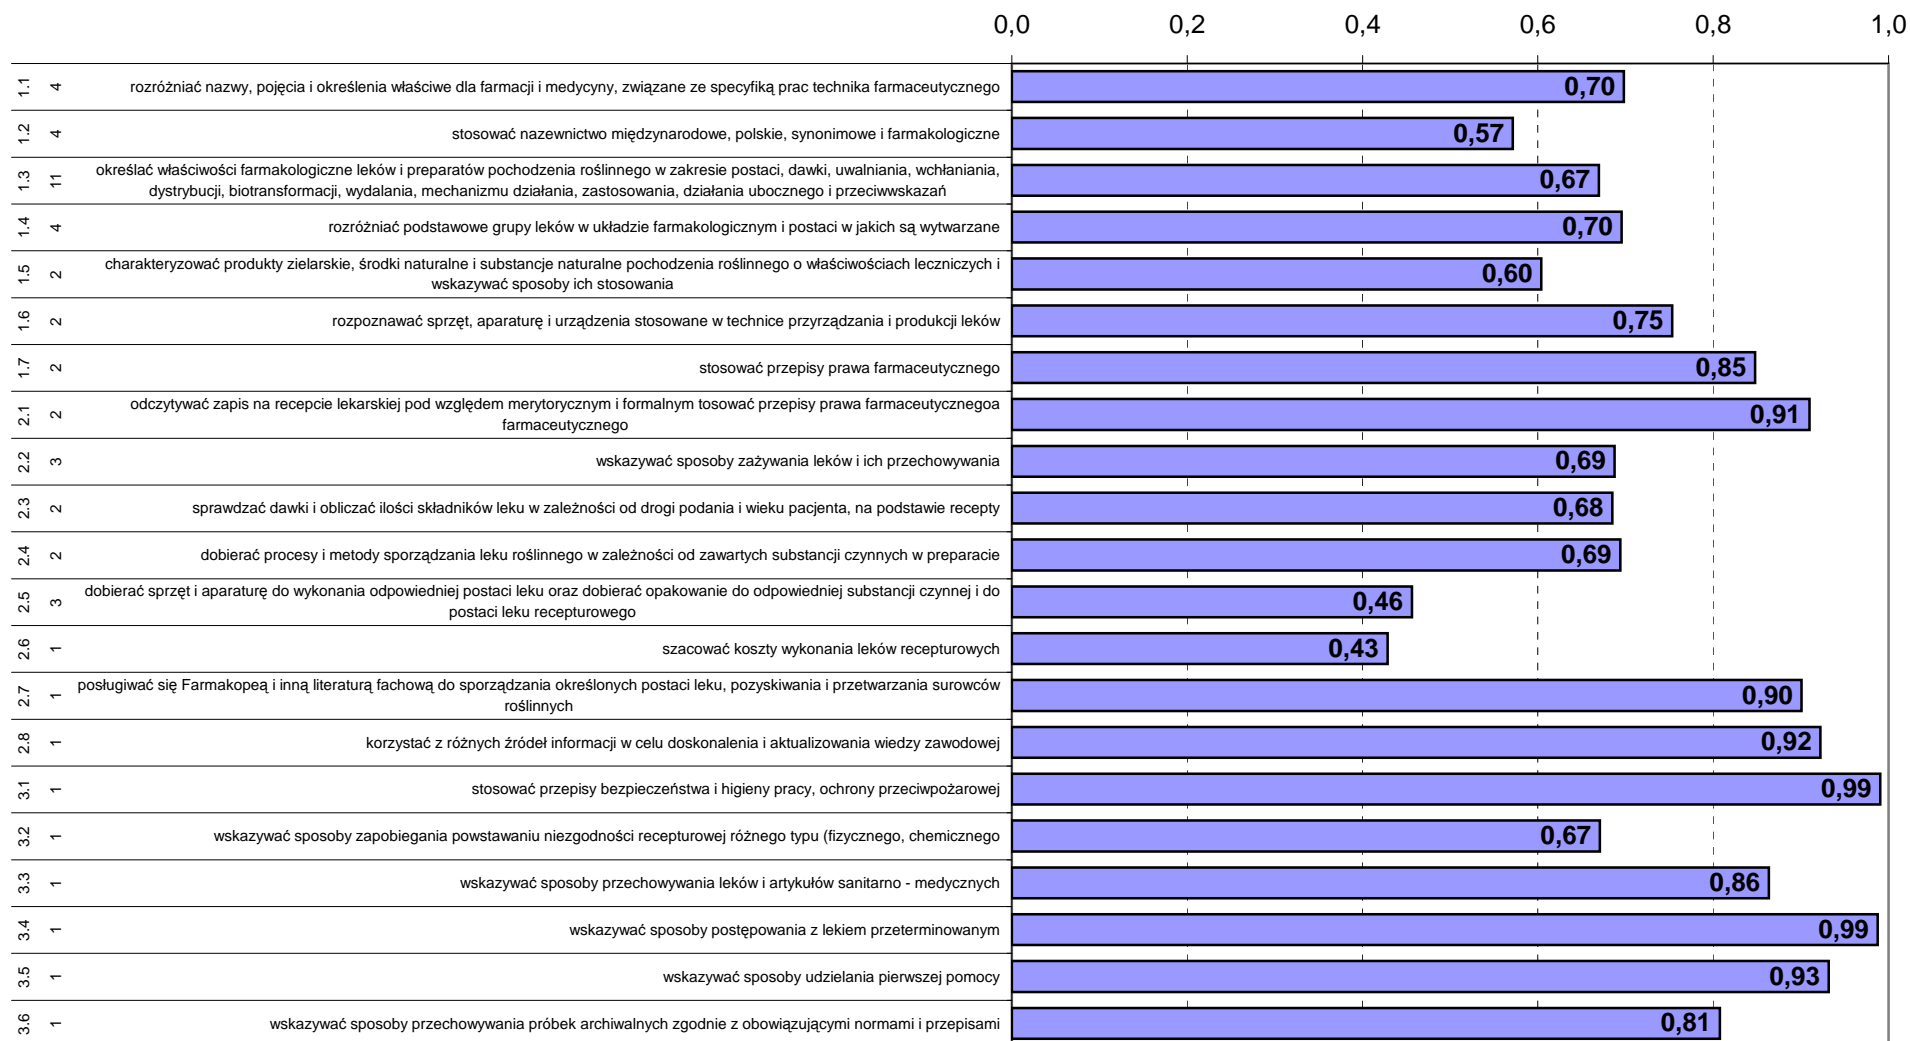 0,0 0,2 0,4 0,6 0,8 1,0
1.1 4 rozróżniać nazwy, pojęcia i określenia właściwe dla farmacji i medycyny, związane ze specyfiką prac technika farmaceutycznego 0,70
1.2 4 stosować nazewnictwo międzynarodowe, polskie, synonimowe i farmakologiczne 0,57
1.3 11 określać właściwości farmakologiczne leków i preparatów pochodzenia roślinnego w zakresie postaci, dawki, uwalniania, wchłaniania,
dystrybucji, biotransformacji, wydalania, mechanizmu działania, zastosowania, działania ubocznego i przeciwwskazań 0,67
1.4 4 rozróżniać podstawowe grupy leków w układzie farmakologicznym i postaci w jakich są wytwarzane 0,70
1.5 2 charakteryzować produkty zielarskie, środki naturalne i substancje naturalne pochodzenia roślinnego o właściwościach leczniczych i
wskazywać sposoby ich stosowania 0,60
1.6 2 rozpoznawać sprzęt, aparaturę i urządzenia stosowane w technice przyrządzania i produkcji leków 0,75
1.7 2 stosować przepisy prawa farmaceutycznego 0,85
2.1 2 odczytywać zapis na recepcie lekarskiej pod względem merytorycznym i formalnym tosować przepisy prawa farmaceutycznegoa
farmaceutycznego 0,91
2.2 3 wskazywać sposoby zażywania leków i ich przechowywania 0,69
2.3 2 sprawdzać dawki i obliczać ilości składników leku w zależności od drogi podania i wieku pacjenta, na podstawie recepty 0,68
2.4 2 dobierać procesy i metody sporządzania leku roślinnego w zależności od zawartych substancji czynnych w preparacie 0,69
2.5 3 dobierać sprzęt i aparaturę do wykonania odpowiedniej postaci leku oraz dobierać opakowanie do odpowiedniej substancji czynnej i do
postaci leku recepturowego 0,46
2.6 1 szacować koszty wykonania leków recepturowych 0,43
2.7 1 posługiwać się Farmakopeą i inną literaturą fachową do sporządzania określonych postaci leku, pozyskiwania i przetwarzania surowców
roślinnych 0,90
2.8 1 korzystać z różnych źródeł informacji w celu doskonalenia i aktualizowania wiedzy zawodowej 0,92
3.1 1 stosować przepisy bezpieczeństwa i higieny pracy, ochrony przeciwpożarowej 0,99
3.2 1 wskazywać sposoby zapobiegania powstawaniu niezgodności recepturowej różnego typu (fizycznego, chemicznego 0,67
3.3 1 wskazywać sposoby przechowywania leków i artykułów sanitarno - medycznych 0,86
3.4 1 wskazywać sposoby postępowania z lekiem przeterminowanym 0,99
3.5 1 wskazywać sposoby udzielania pierwszej pomocy 0,93
3.6 1 wskazywać sposoby przechowywania próbek archiwalnych zgodnie z obowiązującymi normami i przepisami 0,81